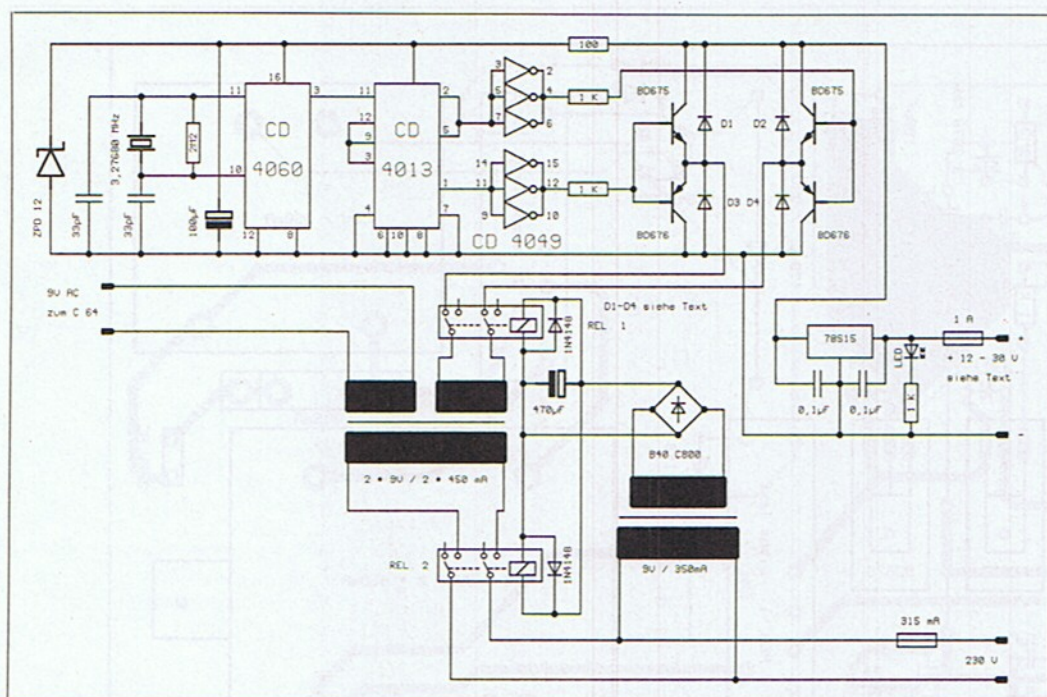 100
3,27680 MHz
2M2
ZPD 12
33pF
33pF
100µF
16
11
10
12
8
3
CD
4060
11
12
9
3
4
6
10
8
2
5
1
7
CD
4013
3
5
7
2
4
6
14
11
9
15
12
10
CD 4049
1 K
1 K
BD675
BD675
D1
D2
D3
D4
BD676
BD676
9V AC
zum C 64
D1-D4 siehe Text
REL 1
1N4148
470µF
B40 C800
2 * 9V / 2 * 450 mA
9V / 350mA
REL 2
1N4148
78S15
LED
1 K
0,1µF
0,1µF
1 A
+
+ 12 - 30 V
siehe Text
-
315 mA
230 V